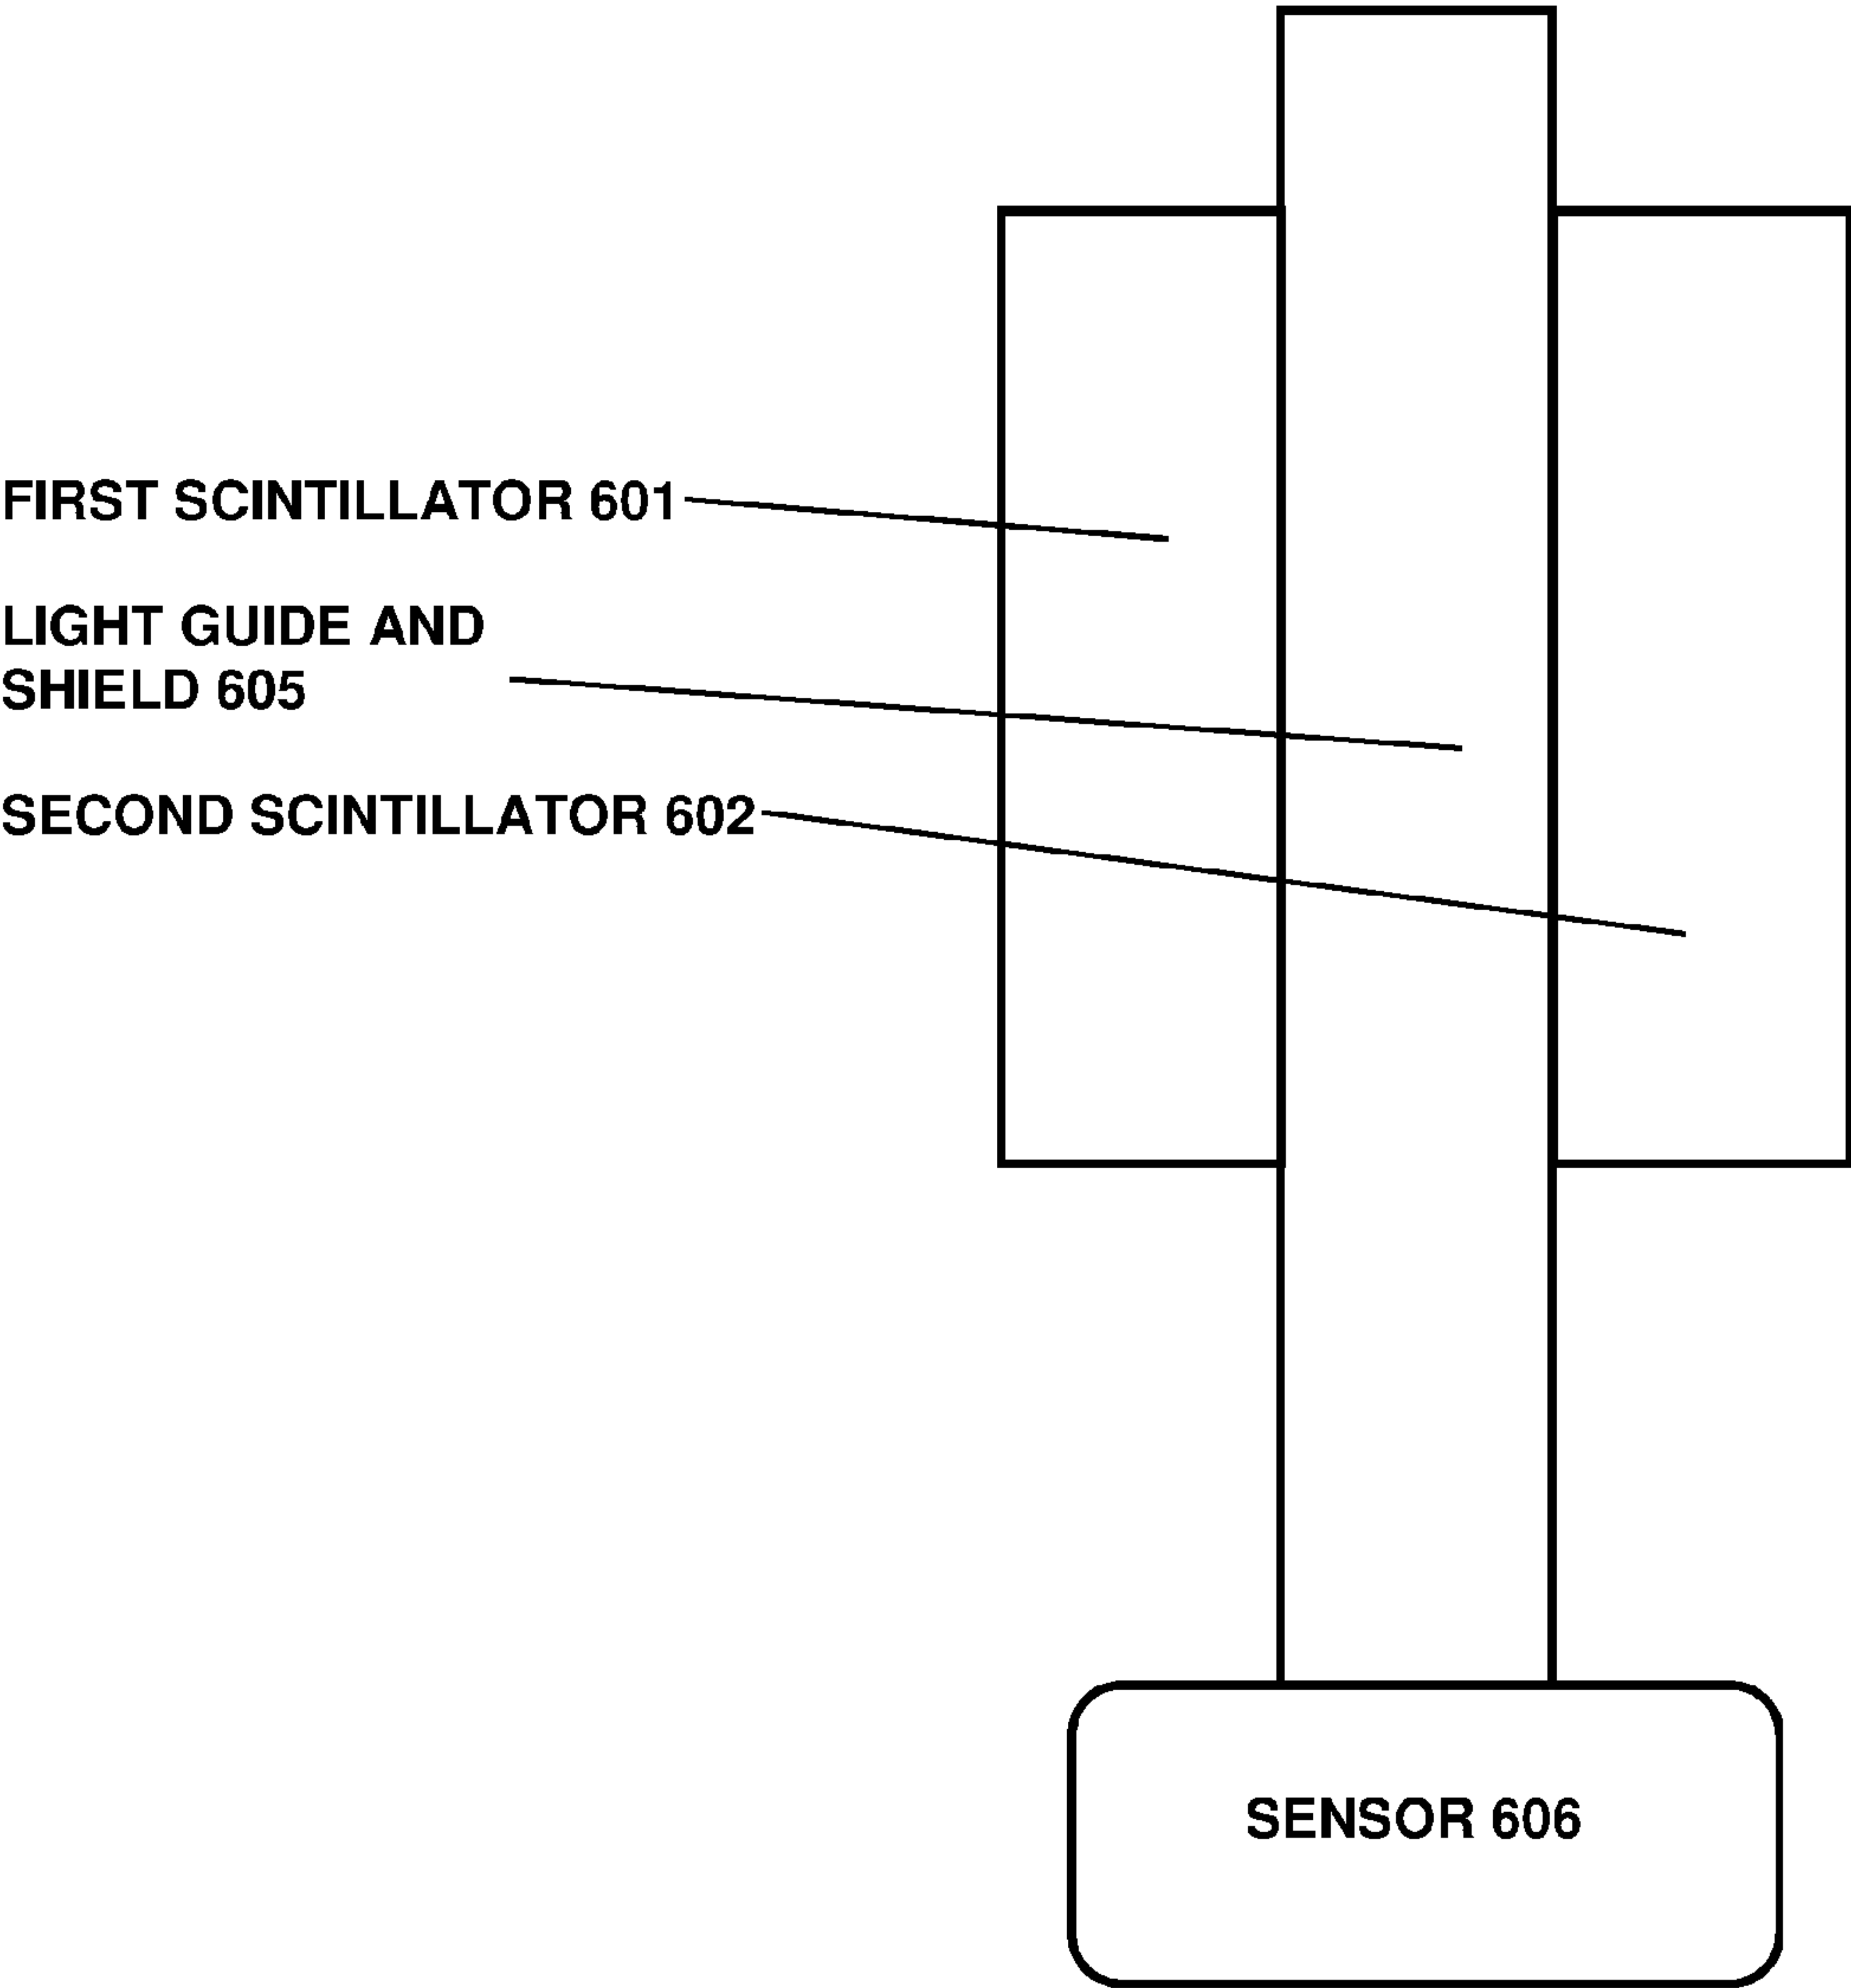 FIRST SCINTILLATOR 601
LIGHT GUIDE AND
SHIELD 605
SECOND SCINTILLATOR 602
SENSOR 606